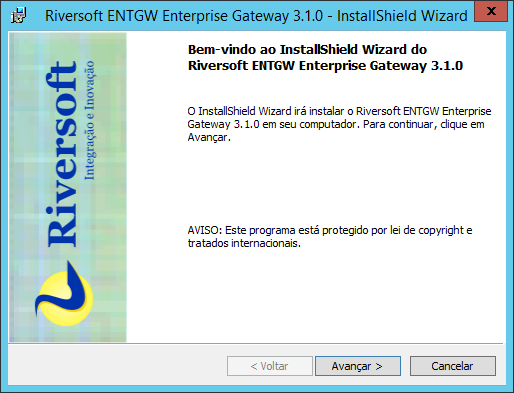 Riversoft ENTGW Enterprise Gateway 3.1.0 - InstallShield Wizard
Riversoft
Integração e Inovação
Bem-vindo ao InstallShield Wizard do
Riversoft ENTGW Enterprise Gateway 3.1.0
O InstallShield Wizard irá instalar o Riversoft ENTGW Enterprise
Gateway 3.1.0 em seu computador. Para continuar, clique em
Avançar.
AVISO: Este programa está protegido por lei de copyright e
tratados internacionais.
< Voltar
Avançar >
Cancelar